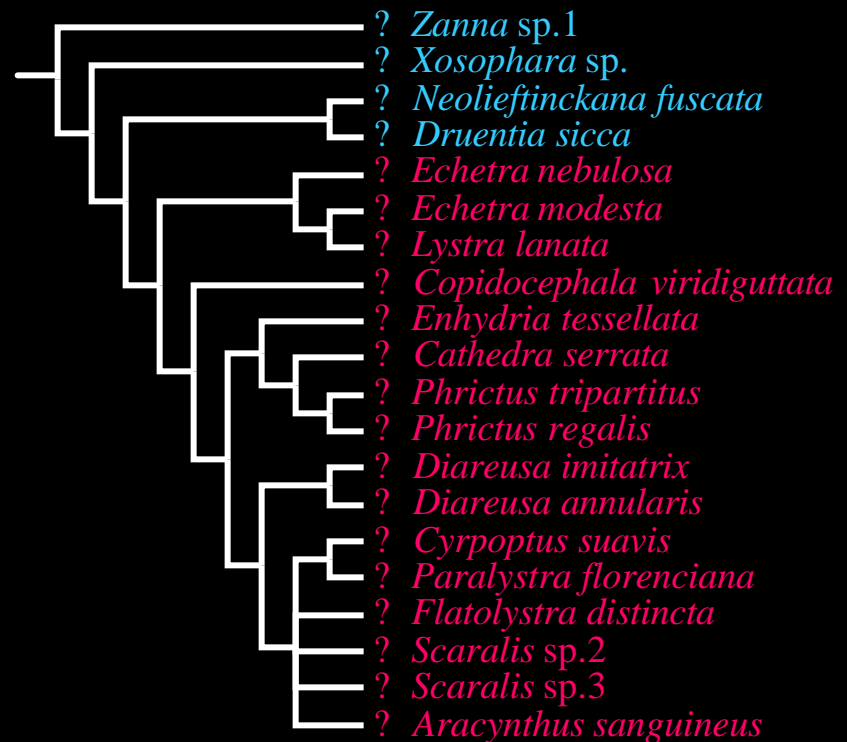 ? Zanna sp.1
? Xosophara sp.
? Neolieftinckana fuscata
? Druentia sicca
? Echetra nebulosa
? Echetra modesta
? Lystra lanata
? Copidocephala viridiguttata
? Enhydria tessellata
? Cathedra serrata
? Phrictus tripartitus
? Phrictus regalis
? Diareusa imitatrix
? Diareusa annularis
? Cyrpoptus suavis
? Paralystra florenciana
? Flatolystra distincta
? Scaralis sp.2
? Scaralis sp.3
? Aracynthus sanguineus